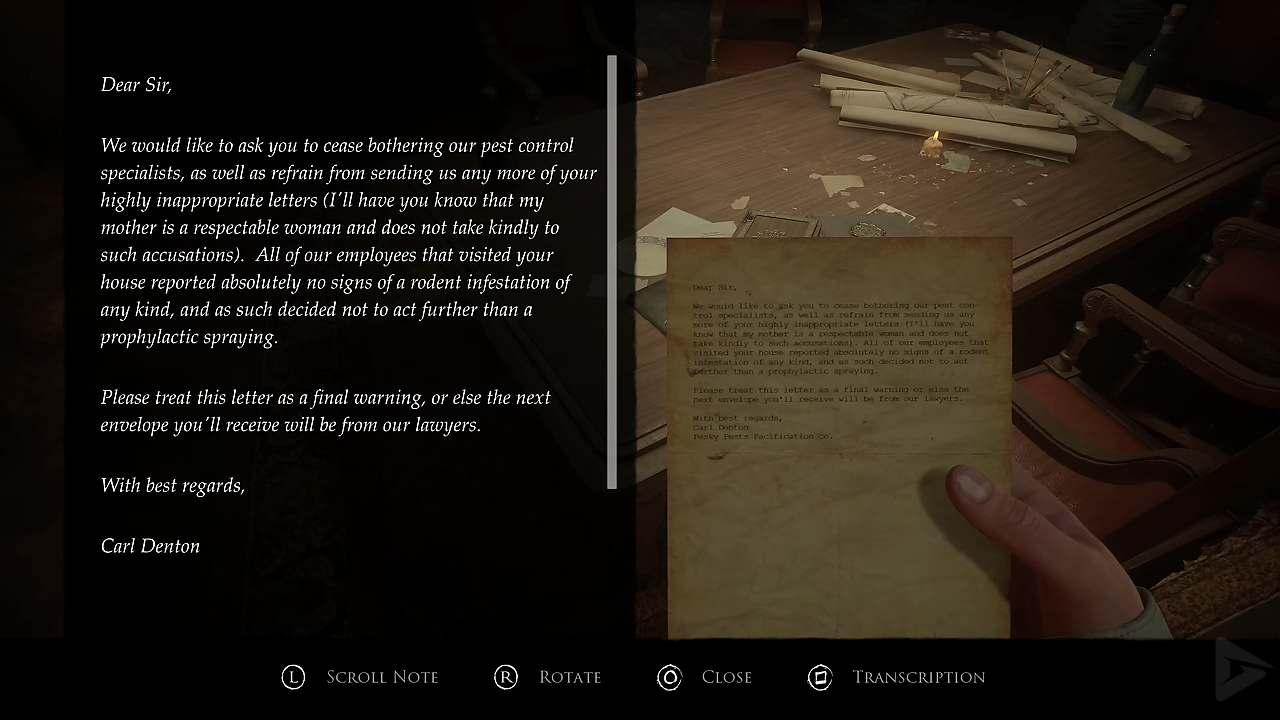 Dear Sir,
We would like to ask you to cease bothering our pest control
specialists, as well as refrain from sending us any more of your
highly inappropriate letters (I'll have you know that my
mother is a respectable woman and does not take kindly to
such accusations).  All of our employees that visited your
house reported absolutely no signs of a rodent infestation of
any kind, and as such decided not to act further than a
prophylactic spraying.
Please treat this letter as a final warning, or else the next
envelope you'll receive will be from our lawyers.
With best regards,
Carl Denton
Dear Sir,
We would like to ask you to cease bothering our pest con-
trol specialists, as well as refrain from sending us any
more of your highly inappropriate letters (I'll have you
know that my mother is a respectable woman and does not
take kindly to such accusations). All of our employees that
visited your house reported absolutely no signs of a rodent
infestation of any kind, and as such decided not to act
further than a prophylactic spraying.
Please treat this letter as a final warning or else the
next envelope you'll receive will be from our lawyers.
With best regards,
Carl Denton
Pesky Pests Pacification co.
L SCROLL NOTE R ROTATE CLOSE TRANSCRIPTION